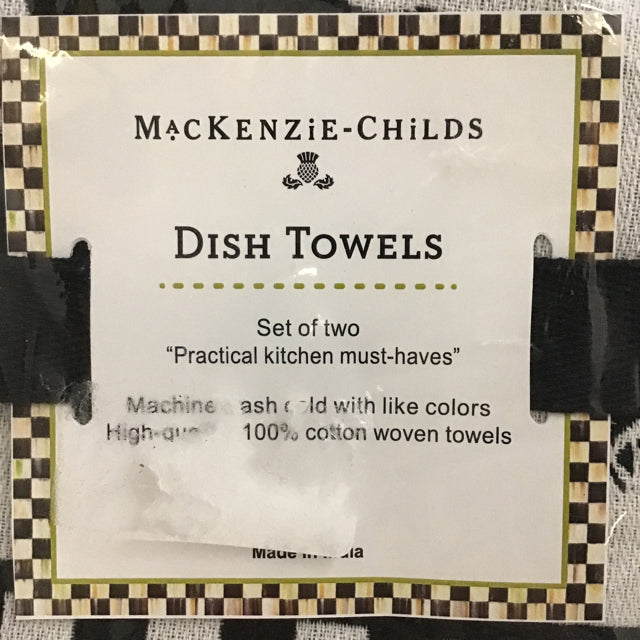 MacKENZiE-CHiLDS
DISH TOWELS
Set of two
“Practical kitchen must-haves”
Machine cold with like colors
100% cotton woven towels
Made